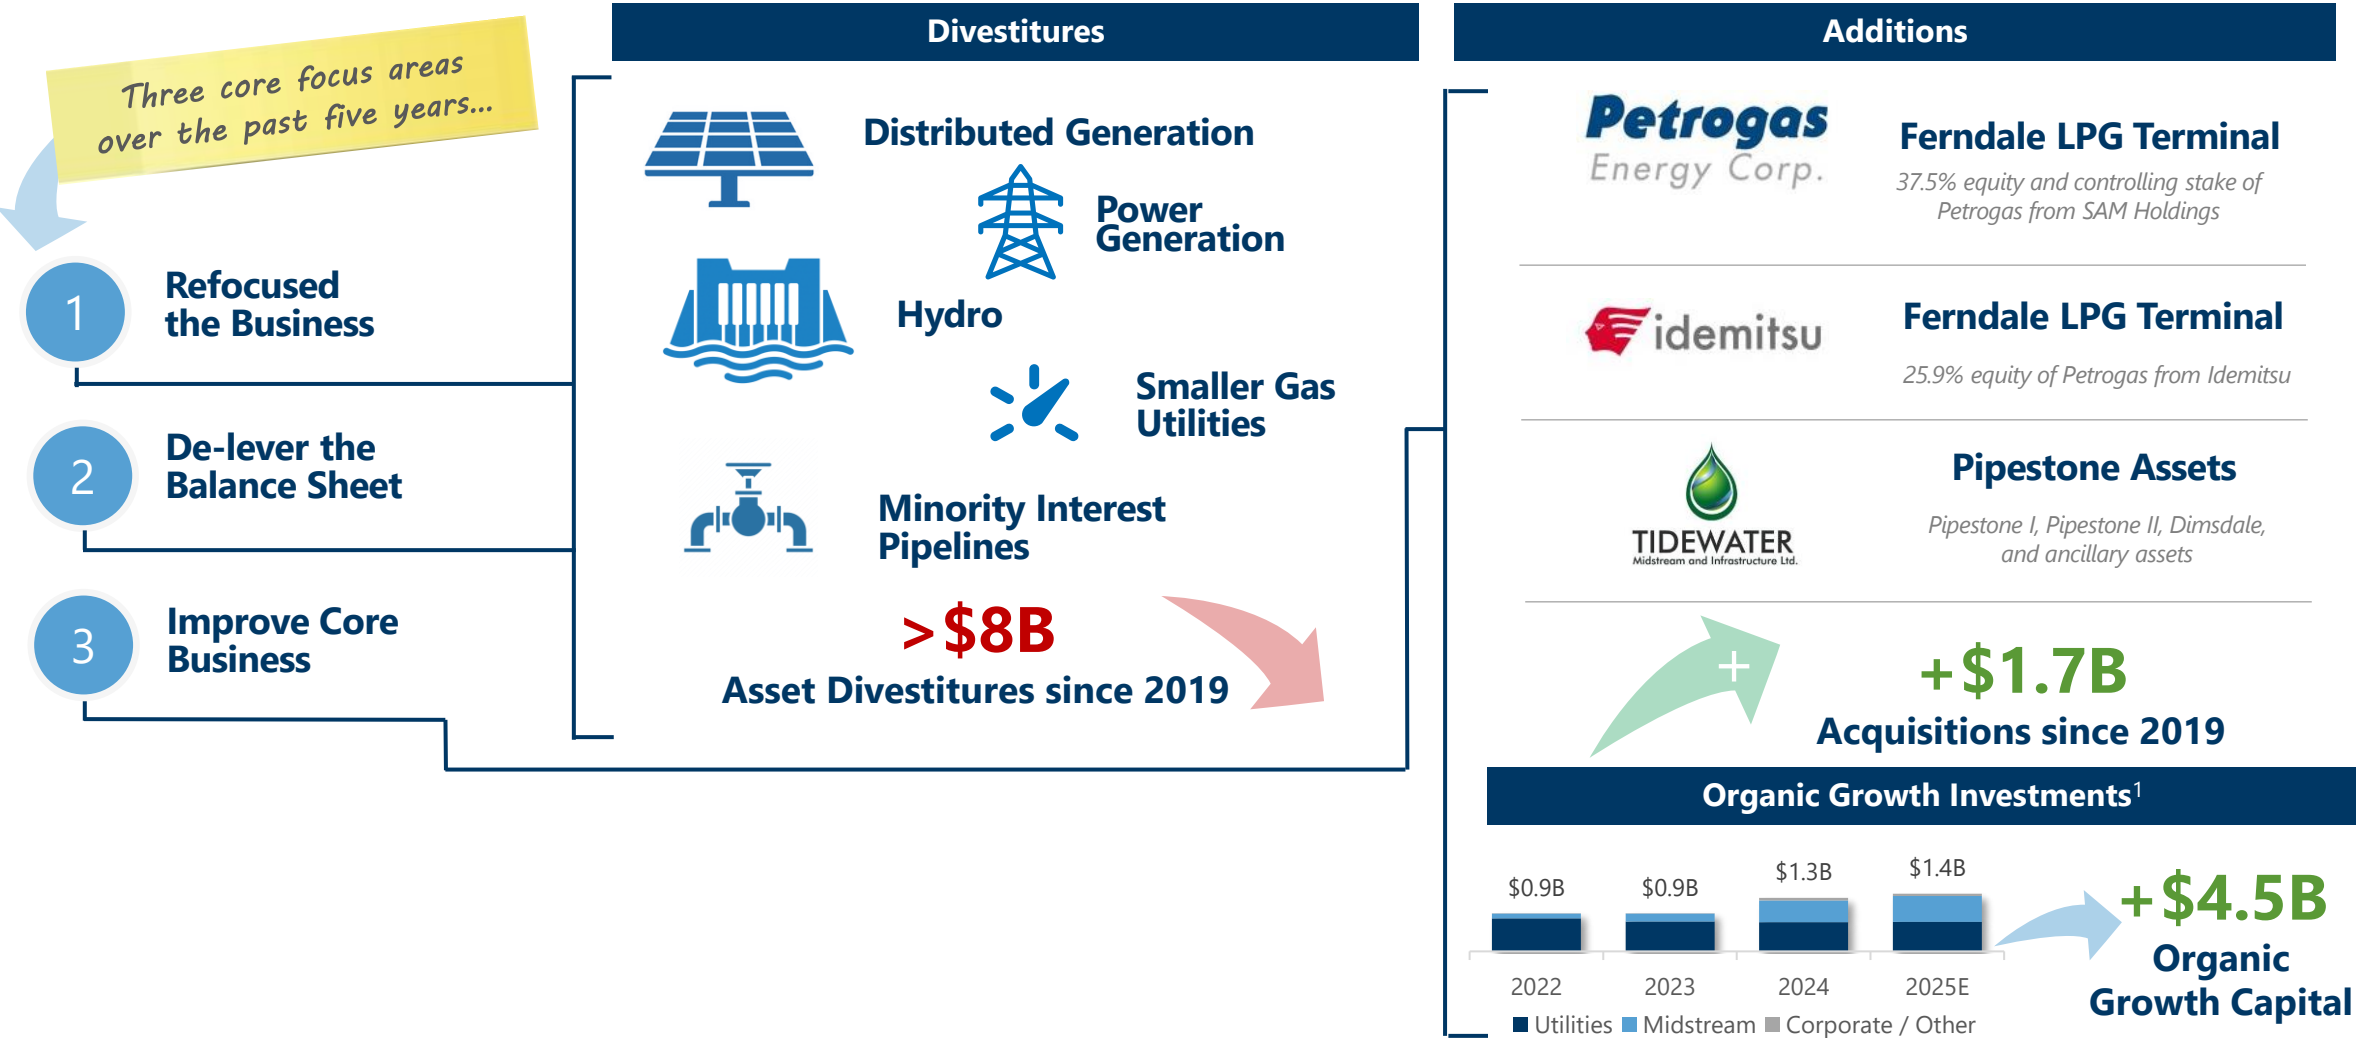 Three core focus areas
over the past five years...
1
Refocused
the Business
2
De-lever the
Balance Sheet
3
Improve Core
Business
Divestitures
Distributed Generation
Power
Generation
Hydro
Smaller Gas
Utilities
Minority Interest
Pipelines
>$8B
Asset Divestitures since 2019
Additions
Petrogas
Energy Corp.
Ferndale LPG Terminal
37.5% equity and controlling stake of
Petrogas from SAM Holdings
idemitsu
Ferndale LPG Terminal
25.9% equity of Petrogas from Idemitsu
TIDEWATER
Midstream and Infrastructure Ltd.
Pipestone Assets
Pipestone I, Pipestone II, Dimsdale,
and ancillary assets
+
+$1.7B
Acquisitions since 2019
Organic Growth Investments¹
$0.9B
$0.9B
$1.3B
$1.4B
2022
2023
2024
2025E
Utilities
Midstream
Corporate / Other
+$4.5B
Organic
Growth Capital